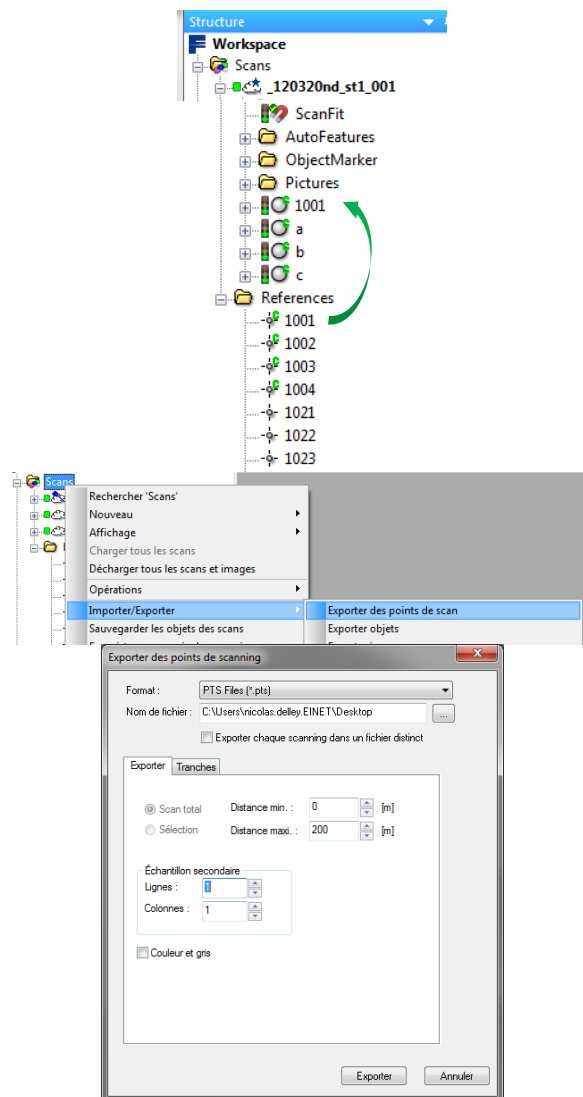 Structure
Workspace
Scans
_120320nd_st1_001
ScanFit
AutoFeatures
ObjectMarker
Pictures
1001
a
b
c
References
1001
1002
1003
1004
1021
1022
1023
Scans
Rechercher 'Scans'
Nouveau
Affichage
Charger tous les scans
Décharger tous les scans et images
Opérations
Importer/Exporter
Exporter des points de scan
Sauvegarder les objets des scans
Exporter objets
Exporter des points de scanning
Format :
PTS Files (*.pts)
Nom de fichier :
C:\Users\nicolas.delley.EINET\Desktop
...
Exporter chaque scanning dans un fichier distinct
Exporter
Tranches
Scan total
Distance min. :
0
[m]
Sélection
Distance maxi. :
200
[m]
Échantillon secondaire
Lignes :
1
Colonnes :
1
Couleur et gris
Exporter
Annuler